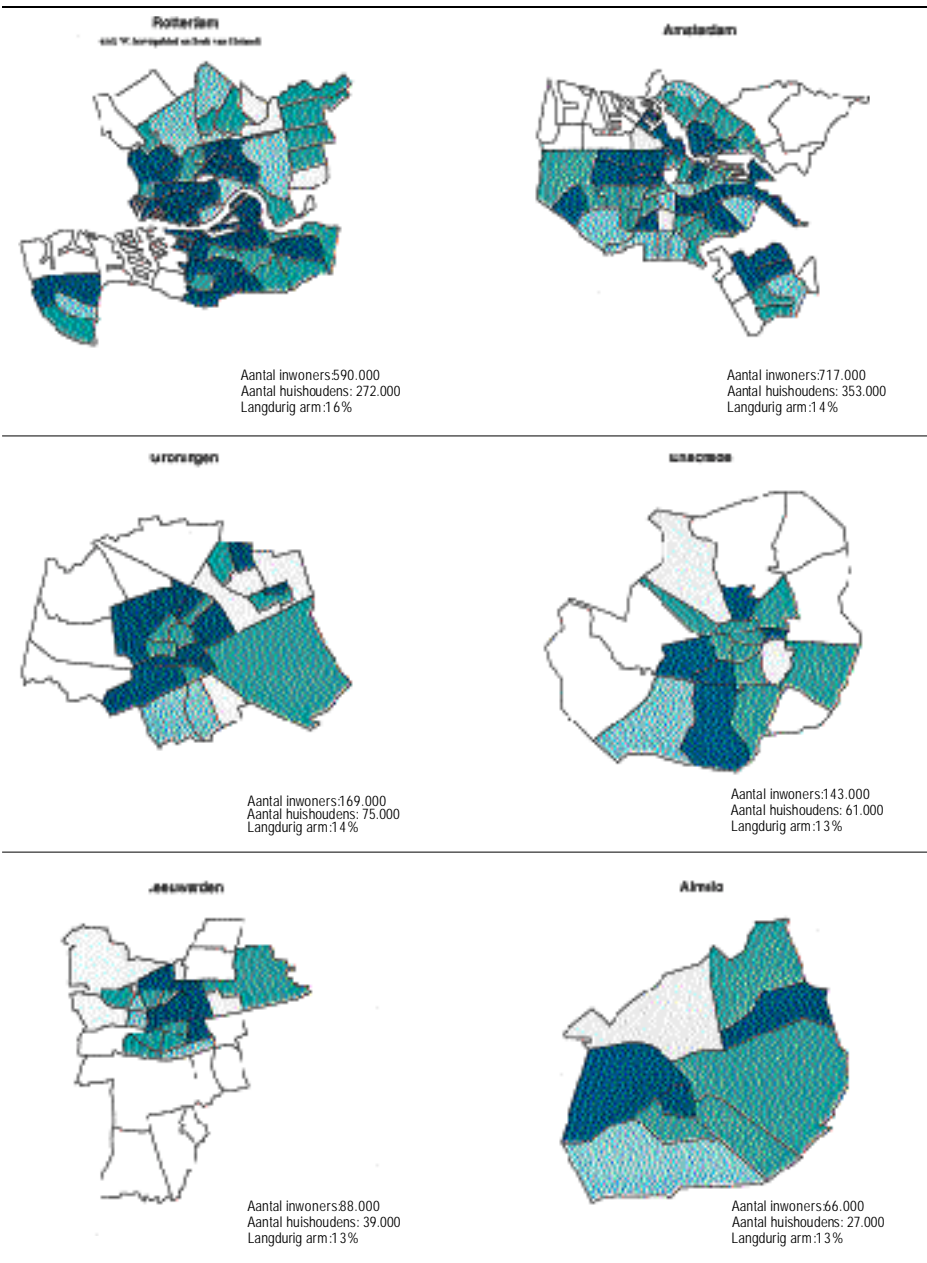 Rotterdam
Amsterdam
Aantal inwoners:590.000
Aantal huishoudens: 272.000
Langdurig arm:16%
Aantal inwoners:717.000
Aantal huishoudens: 353.000
Langdurig arm:14%
Groningen
Enschede
Aantal inwoners:169.000
Aantal huishoudens: 75.000
Langdurig arm:14%
Aantal inwoners:143.000
Aantal huishoudens: 61.000
Langdurig arm:13%
Leeuwarden
Almelo
Aantal inwoners:88.000
Aantal huishoudens: 39.000
Langdurig arm:13%
Aantal inwoners:66.000
Aantal huishoudens: 27.000
Langdurig arm:13%